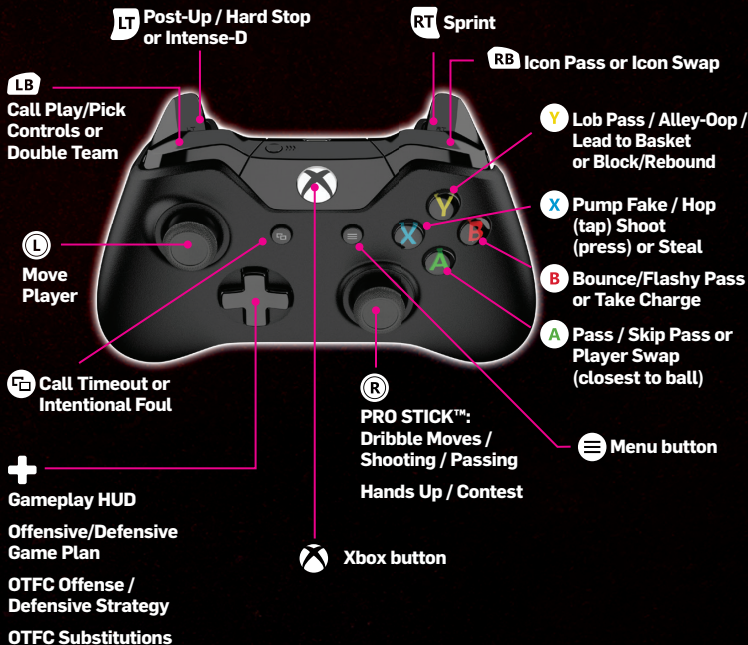 LT Post-Up / Hard Stop
or Intense-D
RT Sprint
RB Icon Pass or Icon Swap
LB
Call Play/Pick
Controls or
Double Team
Y Lob Pass / Alley-Oop /
Lead to Basket
or Block/Rebound
X Pump Fake / Hop
(tap) Shoot
(press) or Steal
B Bounce/Flashy Pass
or Take Charge
A Pass / Skip Pass or
Player Swap
(closest to ball)
Y
X
B
A
L
Move
Player
Call Timeout or
Intentional Foul
R
PRO STICK™:
Dribble Moves /
Shooting / Passing
Hands Up / Contest
Menu button
Gameplay HUD
Offensive/Defensive
Game Plan
OTFC Offense /
Defensive Strategy
OTFC Substitutions
Xbox button